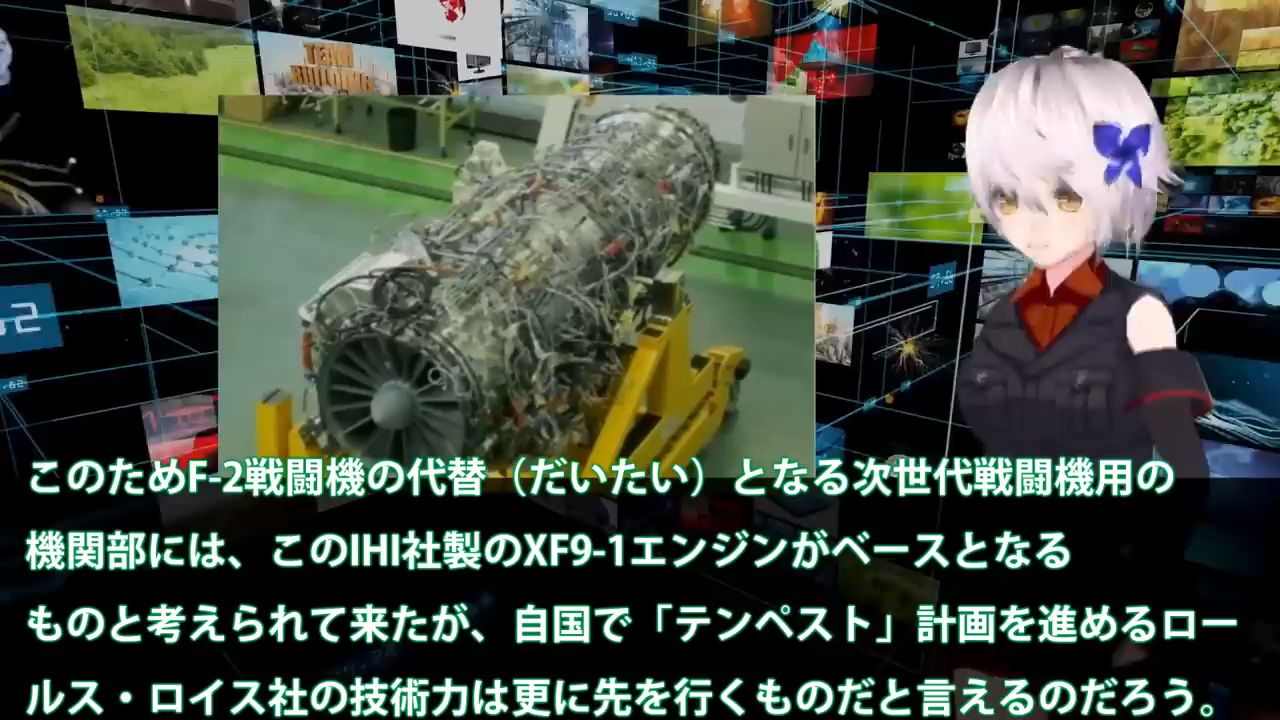 TEAM
BUILDING
このためF-2戦闘機の代替（だいたい）となる次世代戦闘機用の
機関部には、このIHI社製のXF9-1エンジンがベースとなる
ものと考えられて来たが、自国で「テンペスト」計画を進めるロー
ルス・ロイス社の技術力は更に先を行くものだと言えるのだろう。